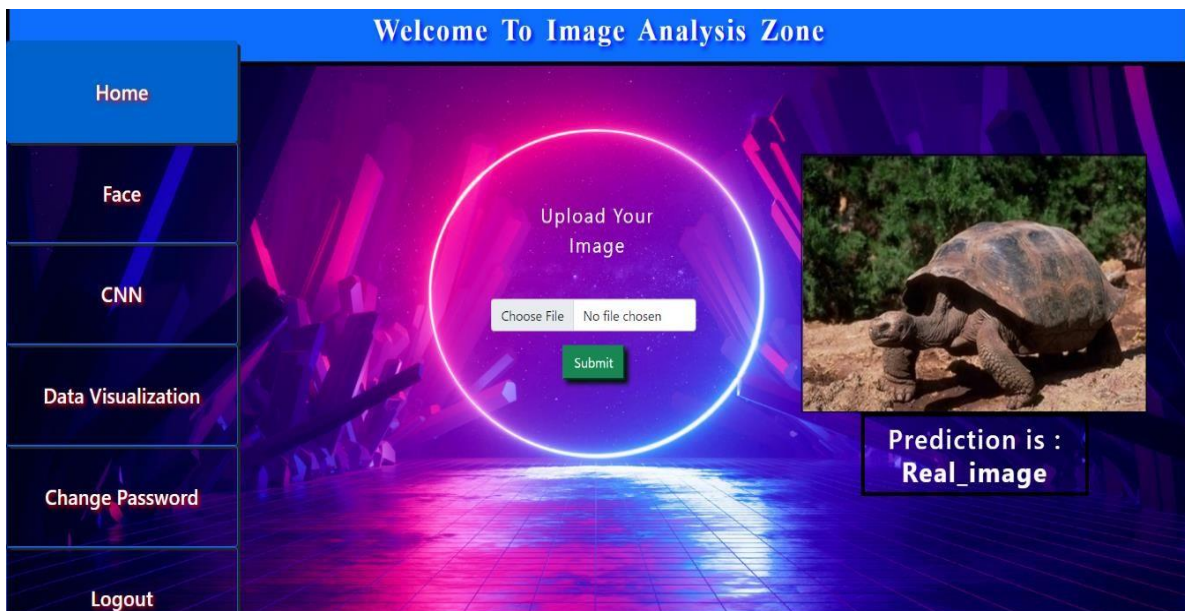 Welcome To Image Analysis Zone
Home
Face
CNN
Data Visualization
Change Password
Logout
Upload Your
Image
Choose File No file chosen
Submit
Prediction is :
Real_image